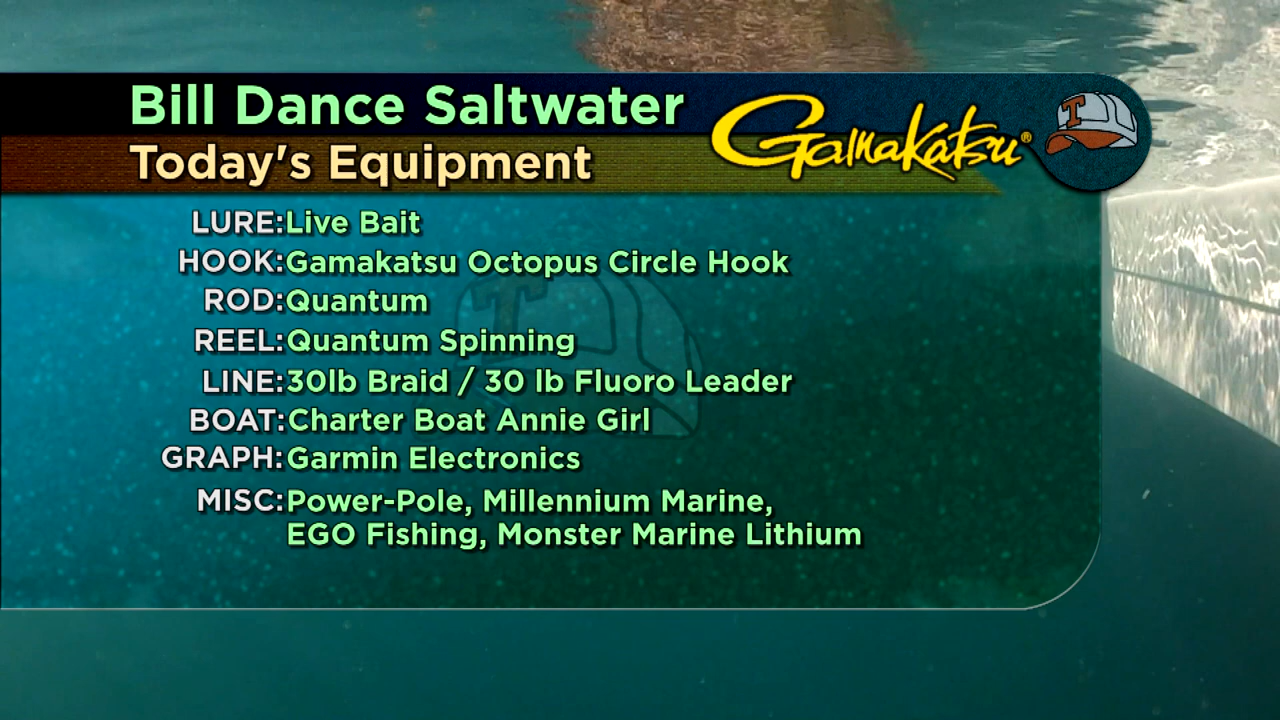 Bill Dance Saltwater
Gamakatsu®
T
Today's Equipment
LURE:Live Bait
HOOK:Gamakatsu Octopus Circle Hook
ROD:Quantum
REEL:Quantum Spinning
LINE:30lb Braid / 30 lb Fluoro Leader
BOAT:Charter Boat Annie Girl
GRAPH:Garmin Electronics
MISC:Power-Pole, Millennium Marine,
EGO Fishing, Monster Marine Lithium
T